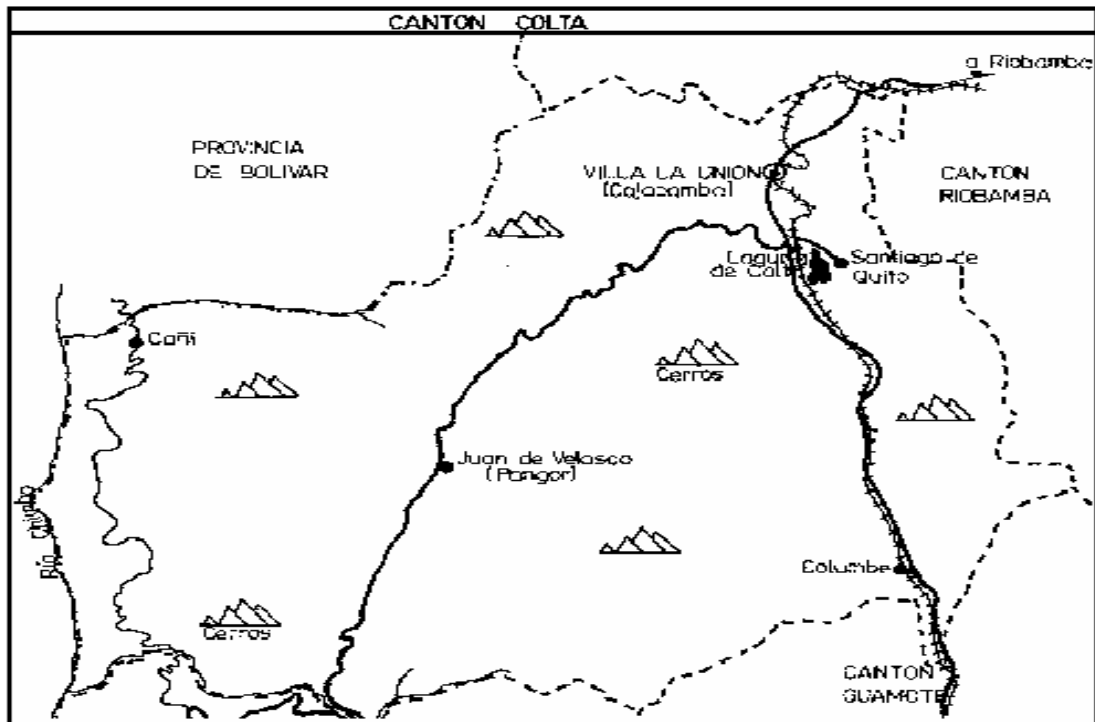 CANTON COLTA
a Riobamba
PROVINCIA
DE BOLIVAR
VILLA LA UNION
(Cajabamba)
CANTON
RIOBAMBA
Laguna
de Colta
Santiago de
Quito
Cañi
Cerros
Juan de Velasco
(Pangor)
Río Chimbo
Columbe
Cerros
CANTON
GUAMOTE